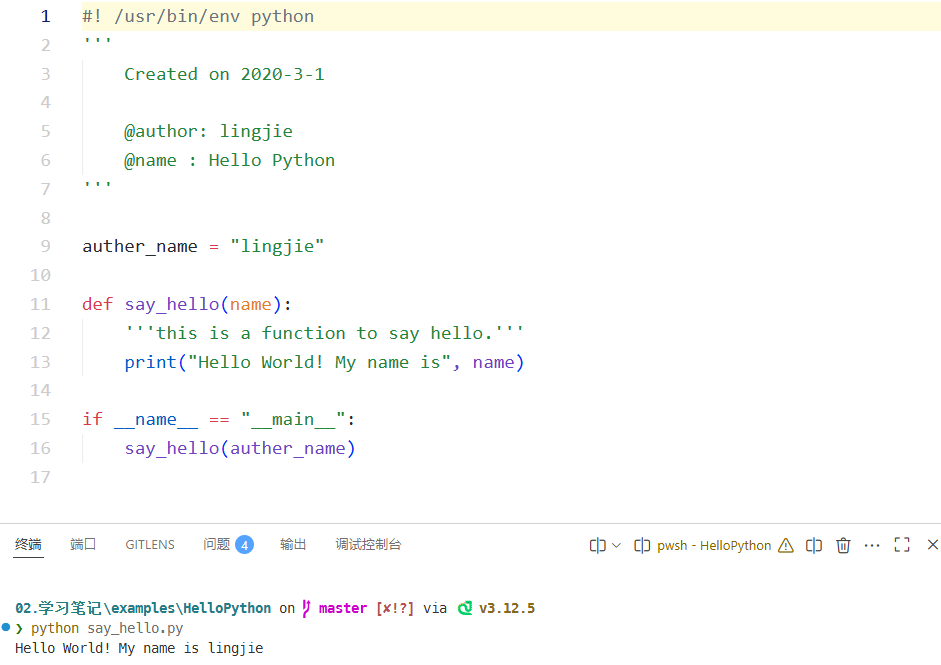 1 #! /usr/bin/env python
2 '''
3 Created on 2020-3-1
4
5 @author: lingjie
6 @name : Hello Python
7 '''
8
9 auther_name = "lingjie"
10
11 def say_hello(name):
12 '''this is a function to say hello.'''
13 print("Hello World! My name is", name)
14
15 if __name__ == "__main__":
16 say_hello(auther_name)
17
终端 端口 GITLENS 问题 4 输出 调试控制台 pwsh - HelloPython
02.学习笔记\examples\HelloPython on master [✘!?] via v3.12.5
❯ python say_hello.py
Hello World! My name is lingjie